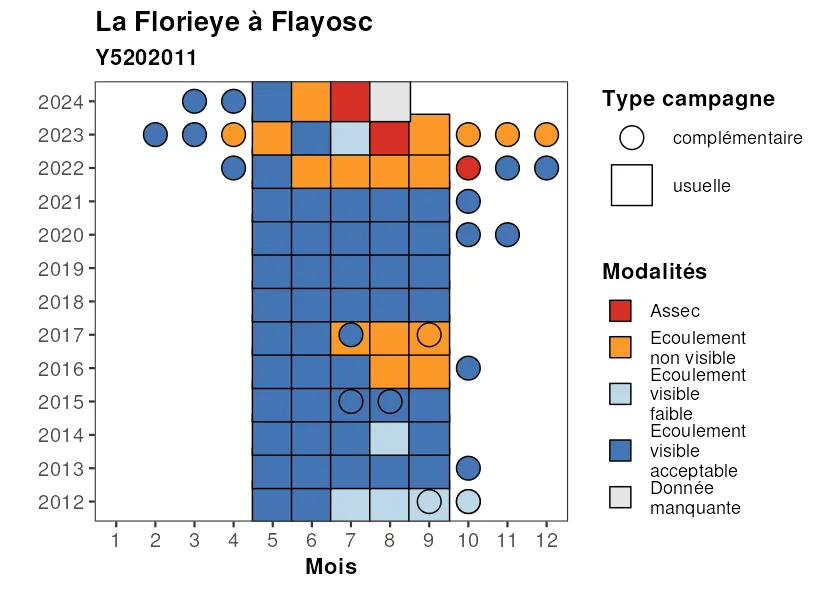 La Florieye à Flayosc
Y5202011
2024
2023
2022
2021
2020
2019
2018
2017
2016
2015
2014
2013
2012
1 2 3 4 5 6 7 8 9 10 11 12
Mois
Type campagne
complémentaire
usuelle
Modalités
Assec
Ecoulement
non visible
Ecoulement
visible
faible
Ecoulement
visible
acceptable
Donnée
manquante